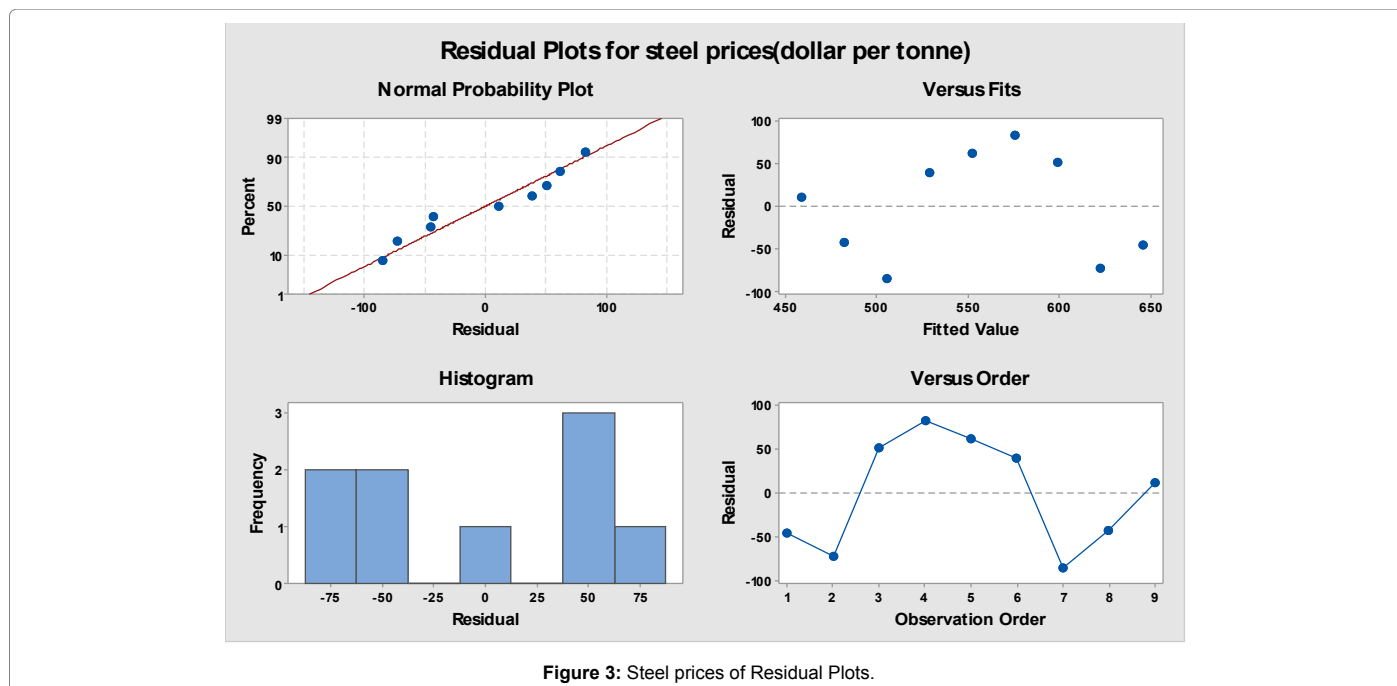 Residual Plots for steel prices(dollar per tonne)
Normal Probability Plot
99
90
50
10
1
Percent
-100 0 100
Residual
Versus Fits
100
50
0
-50
-100
Residual
450 500 550 600 650
Fitted Value
Histogram
3
2
1
0
Frequency
-75 -50 -25 0 25 50 75
Residual
Versus Order
100
50
0
-50
-100
Residual
1 2 3 4 5 6 7 8 9
Observation Order
Figure 3: Steel prices of Residual Plots.